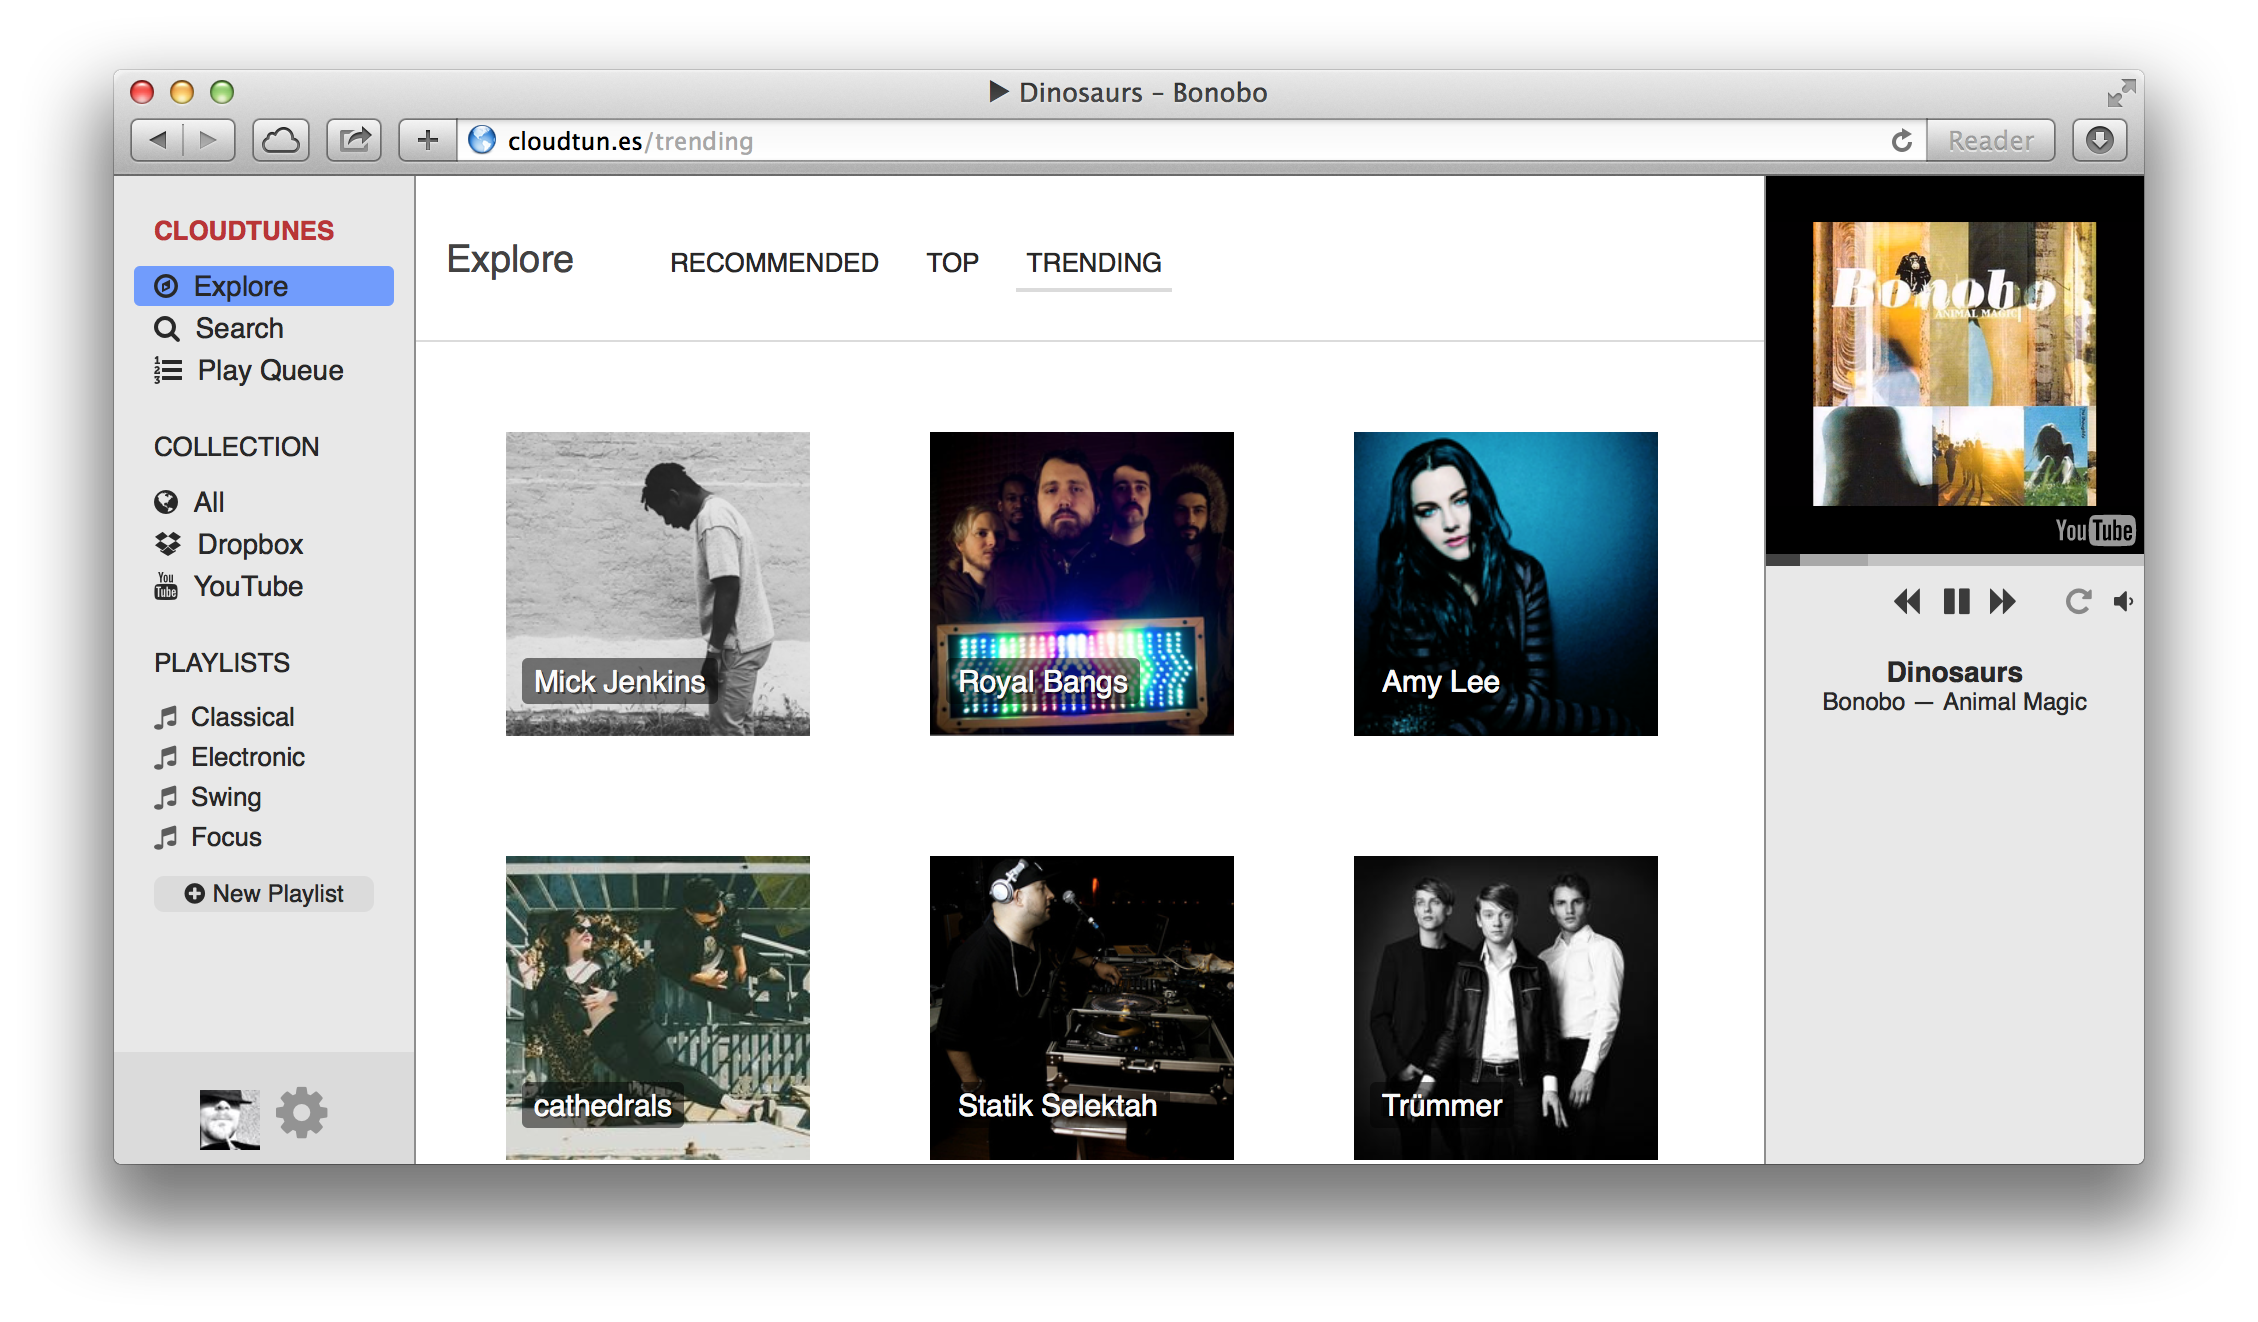 ▶ Dinosaurs – Bonobo
cloudtun.es/trending
Reader
CLOUDTUNES
Explore
Search
Play Queue
COLLECTION
All
Dropbox
YouTube
PLAYLISTS
Classical
Electronic
Swing
Focus
New Playlist
Explore
RECOMMENDED TOP TRENDING
Mick Jenkins
Royal Bangs
Amy Lee
cathedrals
Statik Selektah
Trümmer
Bonobo
ANIMAL MAGIC
YouTube
Dinosaurs
Bonobo — Animal Magic